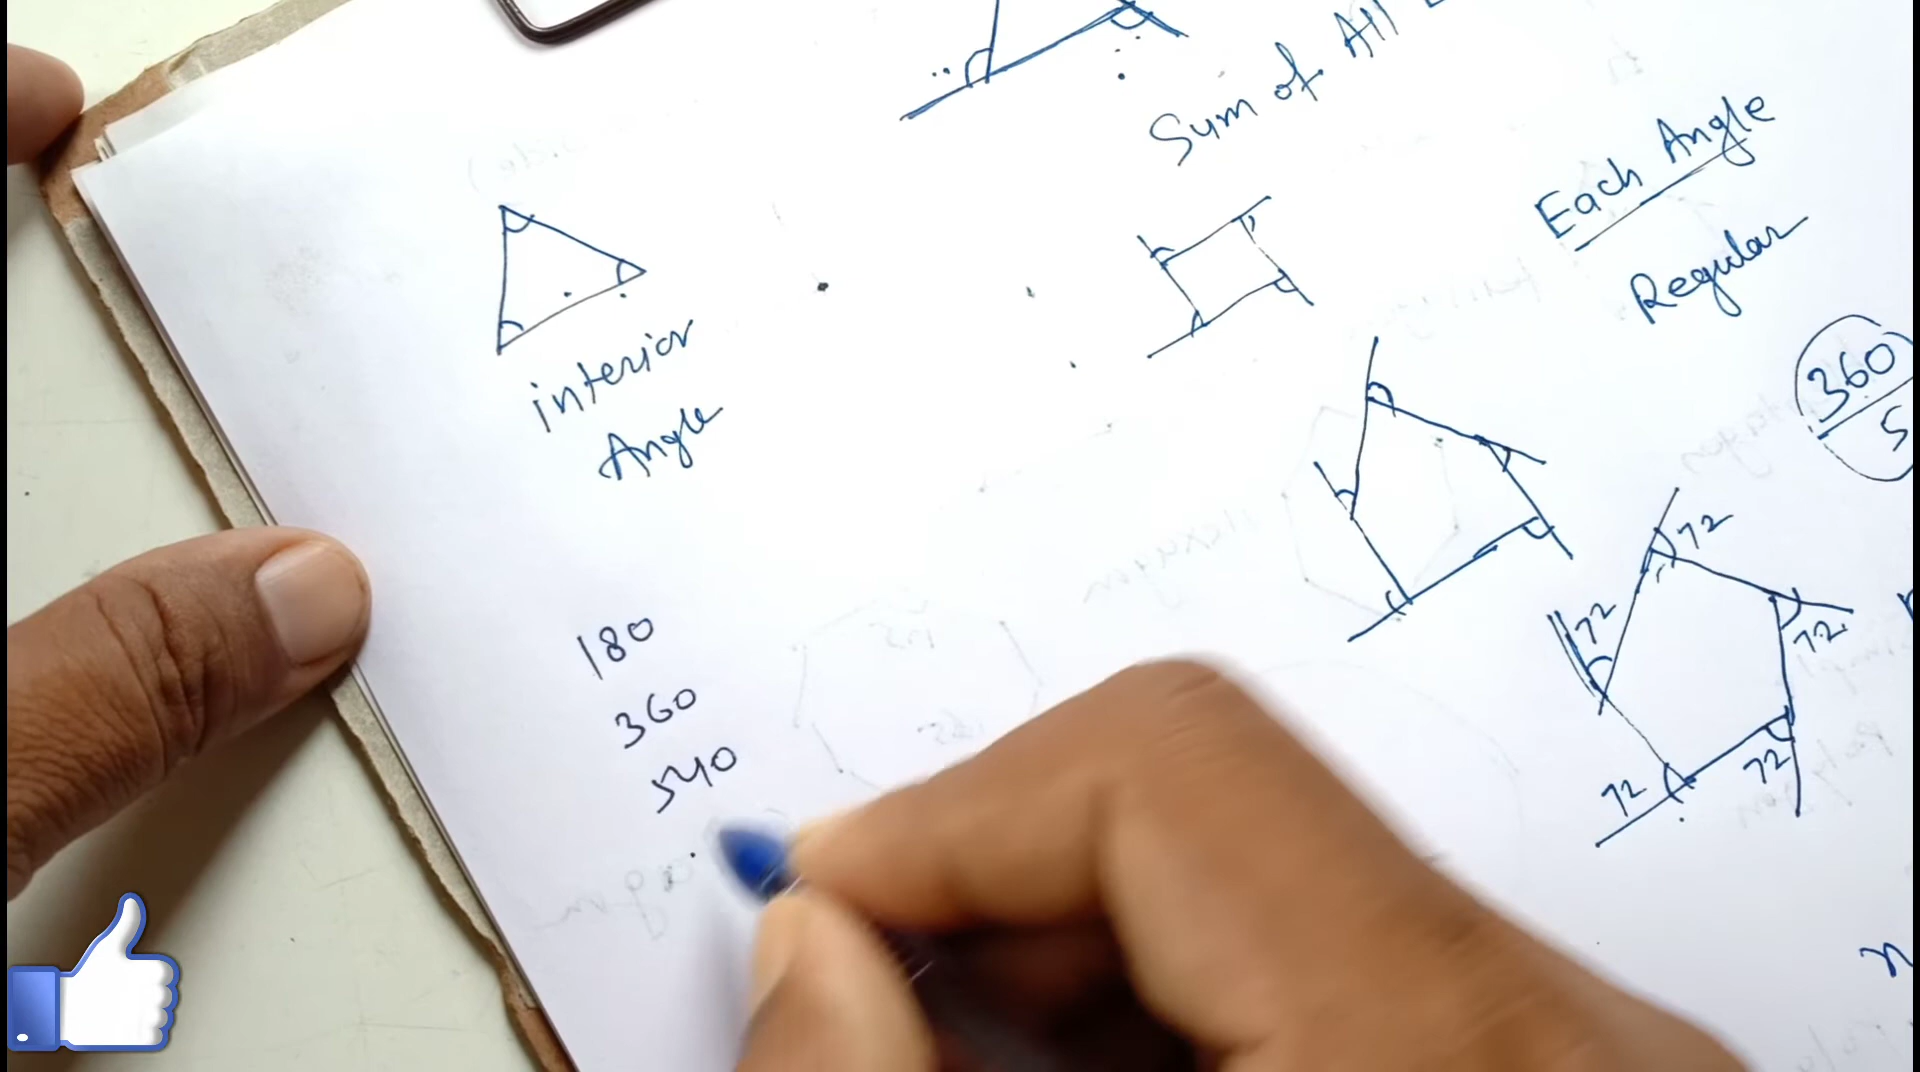 Sum of All
Each Angle
Regular
interior
Angle
360
5
72
72
72
72
72
180
360
540
n